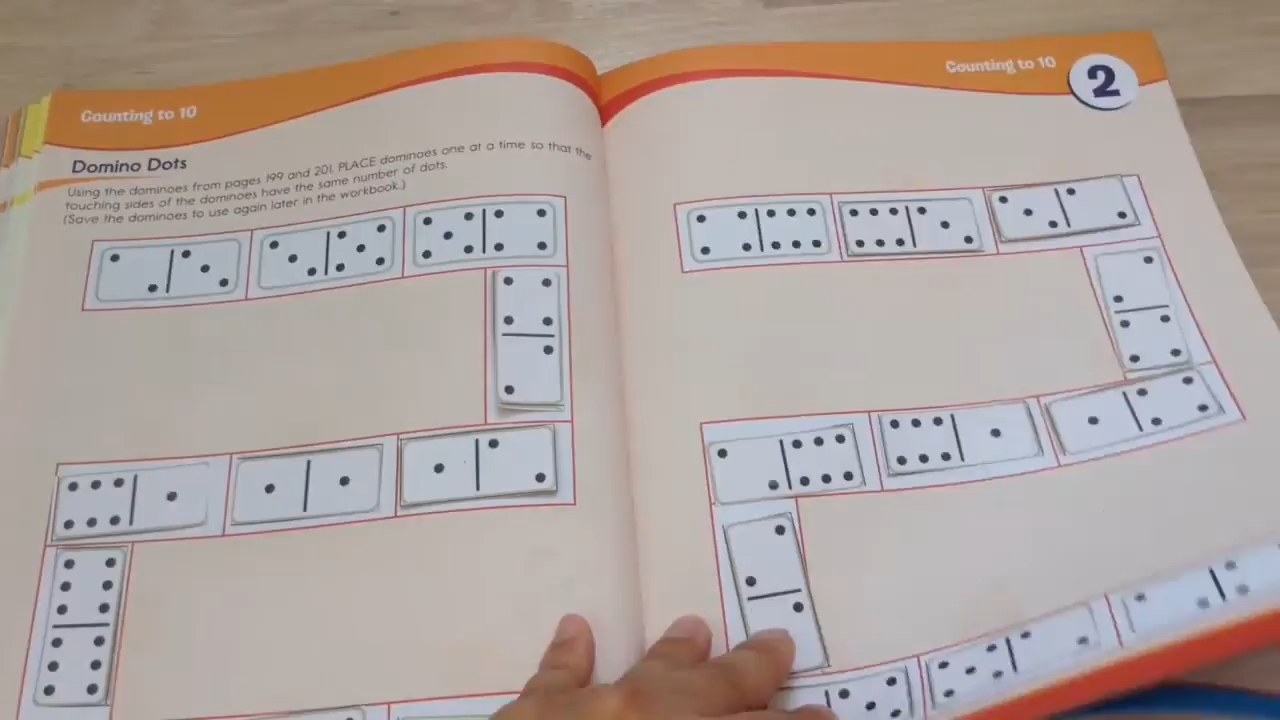 Counting to 10
Domino Dots
Using the dominoes from pages 199 and 201, PLACE dominoes one at a time so that the
touching sides of the dominoes have the same number of dots.
(Save the dominoes to use again later in the workbook.)
Counting to 10
2